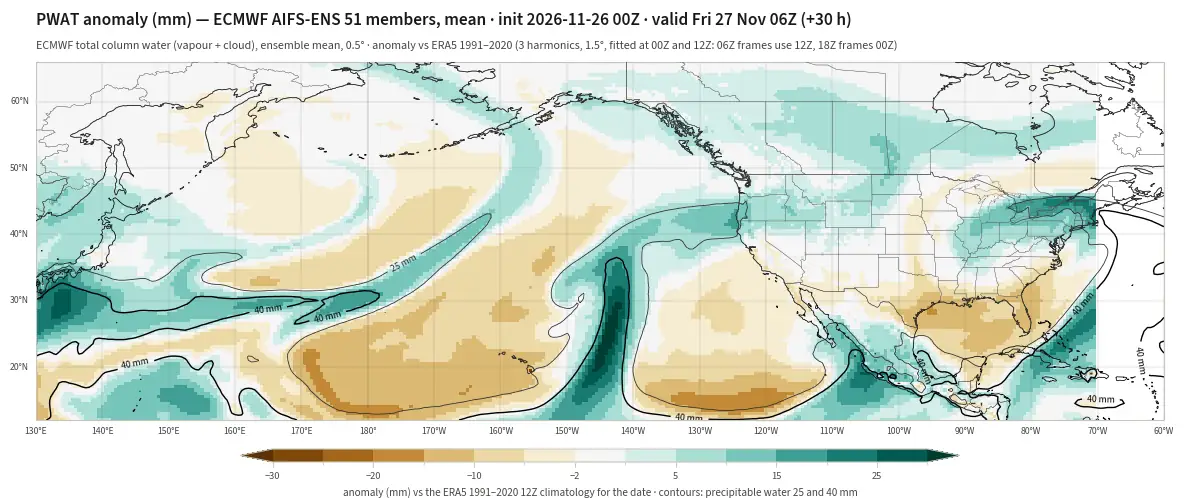 PWAT anomaly (mm) — ECMWF AIFS-ENS 51 members, mean · init 2026-11-26 00Z · valid Fri 27 Nov 06Z (+30 h)
ECMWF total column water (vapour + cloud), ensemble mean, 0.5° · anomaly vs ERA5 1991–2020 (3 harmonics, 1.5°, fitted at 00Z and 12Z: 06Z frames use 12Z, 18Z frames 00Z)
60°N
50°N
40°N
30°N
20°N
25 mm
40 mm
40 mm
40 mm
40 mm
40 mm
40 mm
40 mm
40 mm
130°E 140°E 150°E 160°E 170°E 180° 170°W 160°W 150°W 140°W 130°W 120°W 110°W 100°W 90°W 80°W 70°W 60°W
−30 −20 −10 −2 5 15 25
anomaly (mm) vs the ERA5 1991–2020 12Z climatology for the date · contours: precipitable water 25 and 40 mm